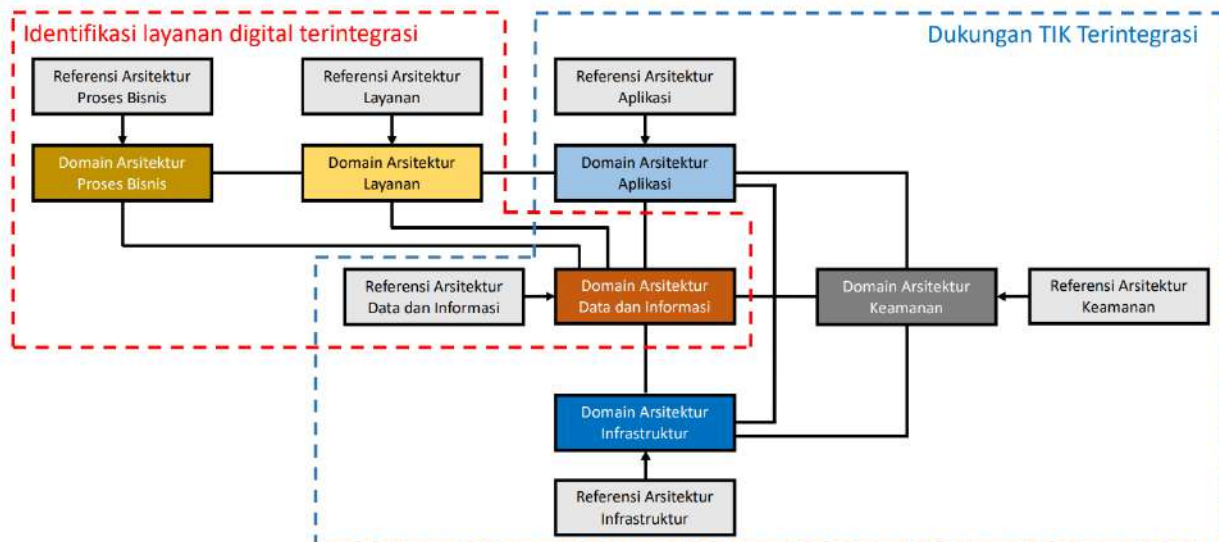 Identifikasi layanan digital terintegrasi
Dukungan TIK Terintegrasi
Referensi Arsitektur
Proses Bisnis
Referensi Arsitektur
Layanan
Referensi Arsitektur
Aplikasi
Domain Arsitektur
Proses Bisnis
Domain Arsitektur
Layanan
Domain Arsitektur
Aplikasi
Referensi Arsitektur
Data dan Informasi
Domain Arsitektur
Data dan Informasi
Domain Arsitektur
Keamanan
Referensi Arsitektur
Keamanan
Domain Arsitektur
Infrastruktur
Referensi Arsitektur
Infrastruktur